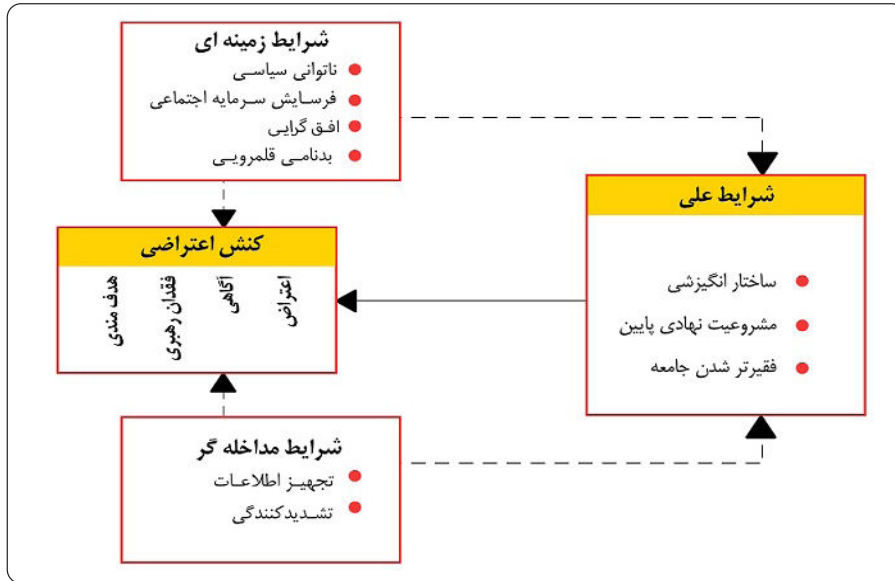 شرایط زمینه ای
ناتوانی سیاسی
فرسایش سرمایه اجتماعی
افق گرایی
بدنامی قلمرویی
شرایط علی
ساختار انگیزشی
مشروعیت نهادی پایین
فقیرتر شدن جامعه
کنش اعتراضی
اعتراض
آگاهی
فقدان رهبری
هدف مندی
شرایط مداخله گر
تجهیز اطلاعات
تشدیدکنندگی